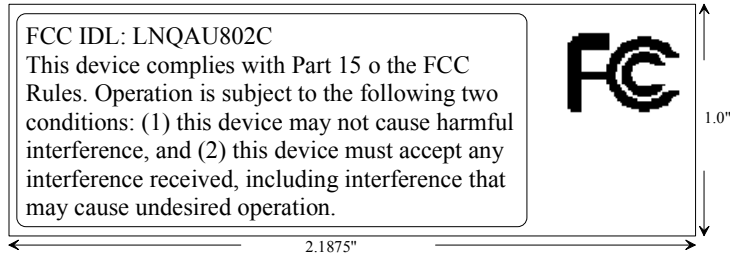 FCC IDL: LNQAU802C
This device complies with Part 15 o the FCC
Rules. Operation is subject to the following two
conditions: (1) this device may not cause harmful
interference, and (2) this device must accept any
interference received, including interference that
may cause undesired operation.
FCC
1.0"
2.1875"